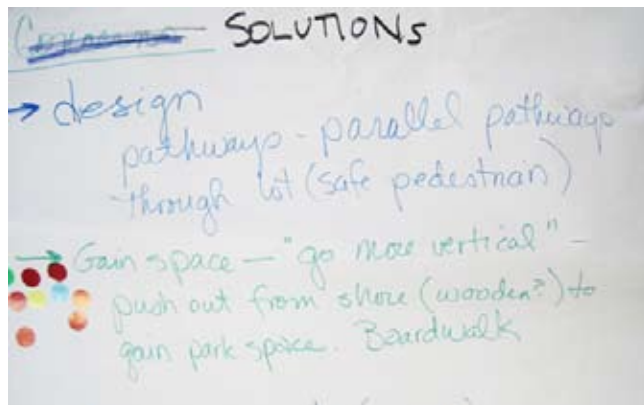 SOLUTIONS
→ design
pathways - parallel pathways
through lot (safe pedestrian)
→ Gain space — "go more vertical" –
push out from shore (wooden?) to
gain park space. Boardwalk